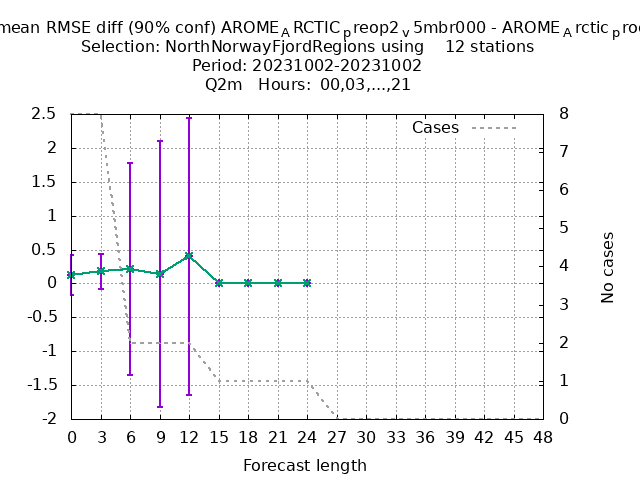 mean RMSE diff (90% conf) AROME_ARCTIC_preop2_v5mbr000 - AROME_Arctic_proc
Selection: NorthNorwayFjordRegions using 12 stations
Period: 20231002-20231002
Q2m Hours: 00,03,...,21
Cases
2.5
2
1.5
1
0.5
0
-0.5
-1
-1.5
-2
8
7
6
5
4
3
2
1
0
No cases
0 3 6 9 12 15 18 21 24 27 30 33 36 39 42 45 48
Forecast length